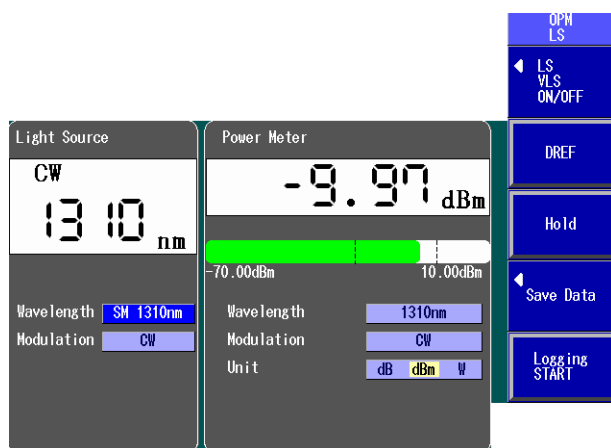 OPM
LS
LS
VLS
ON/OFF
DREF
Hold
Save Data
Logging
START
Light Source
CW
1310 nm
Wavelength SM 1310nm
Modulation CW
Power Meter
-9.97 dBm
-70.00dBm 10.00dBm
Wavelength 1310nm
Modulation CW
Unit dB dBm W